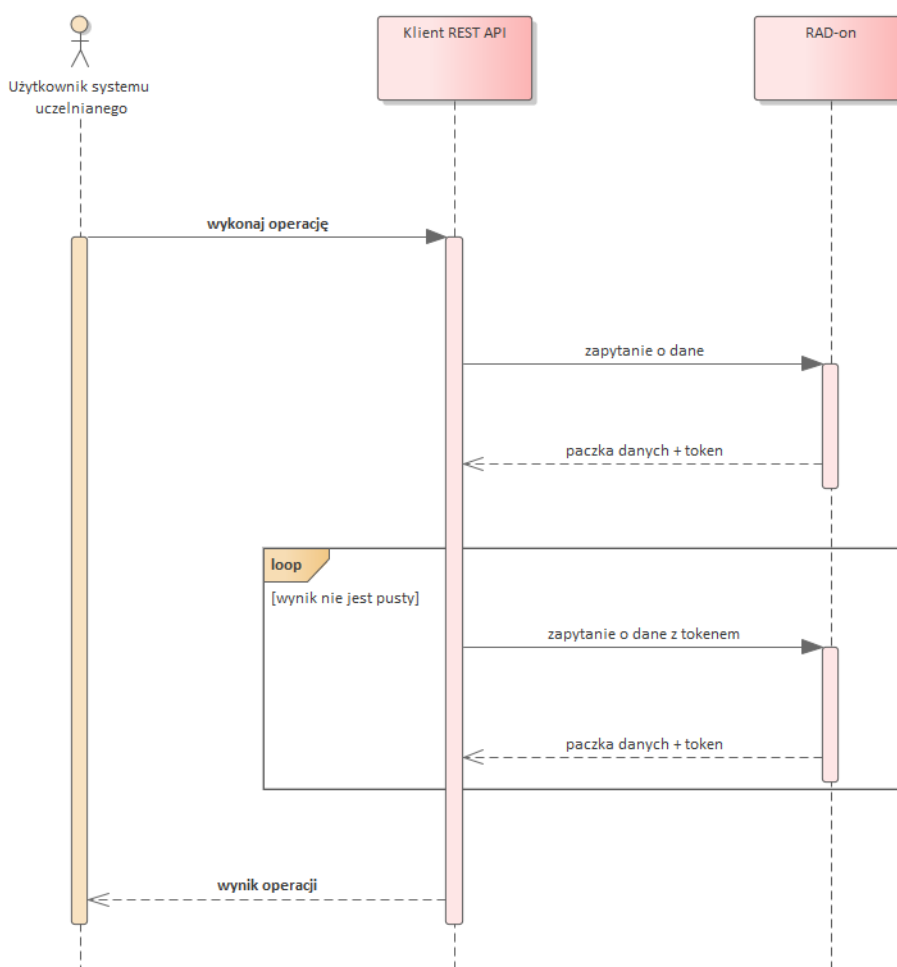 Klient REST API
RAD-on
Użytkownik systemu
uczelnianego
wykonaj operację
zapytanie o dane
paczka danych + token
loop
[wynik nie jest pusty]
zapytanie o dane z tokenem
paczka danych + token
wynik operacji